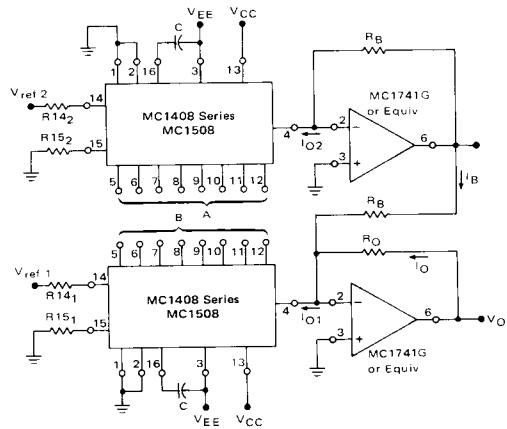 VEE VCC
C
1 2 16 3 13
RB
Vref 2 14
R14₂
MC1408 Series
MC1508
MC1741G
or Equiv
R15₂ 15
4 IO2 2 − 6
3 +
5 6 7 8 9 10 11 12
iB
B A
RB
5 6 7 8 9 10 11 12
RO
IO
Vref 1 14
R14₁
MC1408 Series
MC1508
4 IO1 2 − 6 VO
R15₁ 15
3 +
MC1741G
or Equiv
1 2 16 3 13
C
VEE VCC